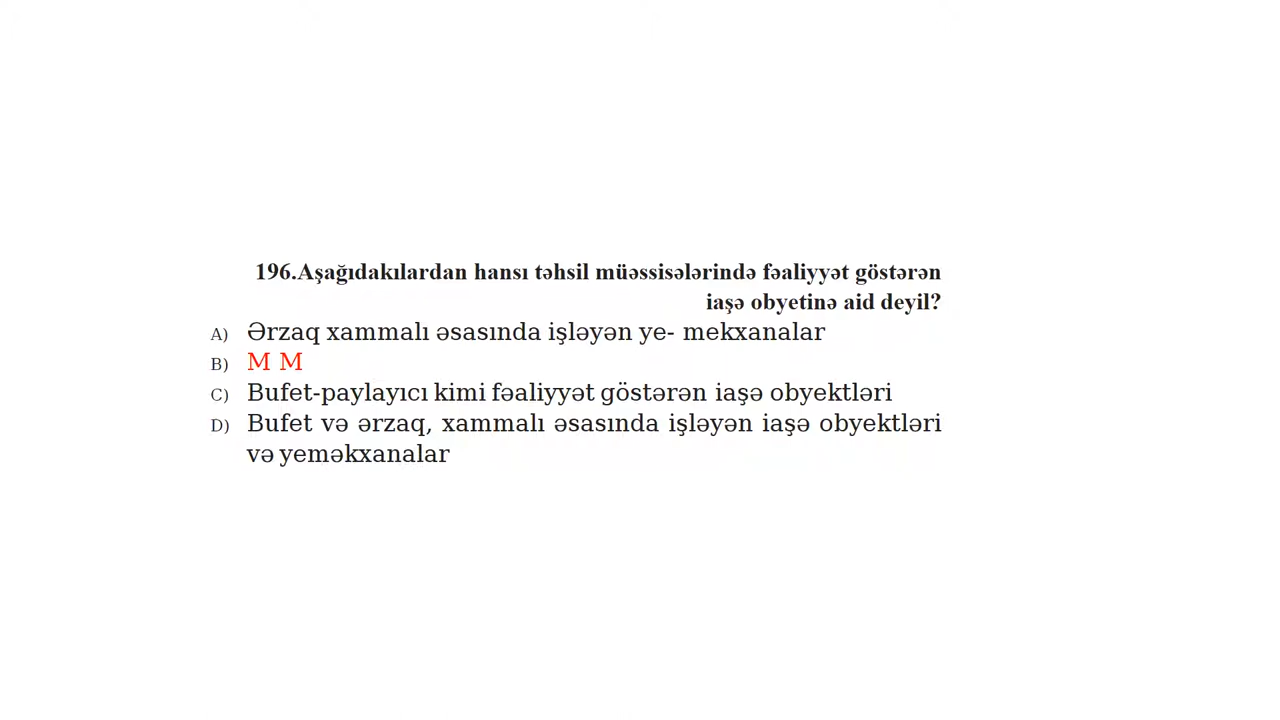 196.Aşağıdakılardan hansı təhsil müəssisələrində fəaliyyət göstərən
iaşə obyetinə aid deyil?
A) Ərzaq xammalı əsasında işləyən ye- mekxanalar
B) M M
C) Bufet-paylayıcı kimi fəaliyyət göstərən iaşə obyektləri
D) Bufet və ərzaq, xammalı əsasında işləyən iaşə obyektləri
və yeməkxanalar